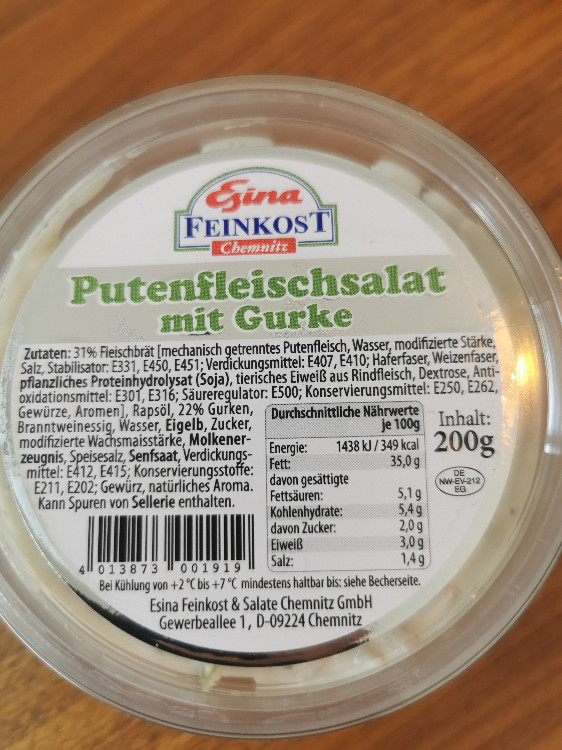 Esina
FEINKOST
Chemnitz
Putenfleischsalat
mit Gurke
Zutaten: 31% Fleischbrät [mechanisch getrenntes Putenfleisch, Wasser, modifizierte Stärke,
Salz, Stabilisator: E331, E450, E451; Verdickungsmittel: E407, E410; Haferfaser, Weizenfaser,
pflanzliches Proteinhydrolysat (Soja), tierisches Eiweiß aus Rindfleisch, Dextrose, Anti-
oxidationsmittel: E301, E316; Säureregulator: E500; Konservierungsmittel: E250, E262,
Gewürze, Aromen], Rapsöl, 22% Gurken,
Branntweinessig, Wasser, Eigelb, Zucker,
modifizierte Wachsmaisstärke, Molkener-
zeugnis, Speisesalz, Senfsaat, Verdickungs-
mittel: E412, E415; Konservierungsstoffe:
E211, E202; Gewürz, natürliches Aroma.
Kann Spuren von Sellerie enthalten.
Durchschnittliche Nährwerte
je 100g
Energie: 1438 kJ / 349 kcal
Fett: 35,0 g
davon gesättigte
Fettsäuren: 5,1 g
Kohlenhydrate: 5,4 g
davon Zucker: 2,0 g
Eiweiß 3,0 g
Salz: 1,4 g
Inhalt:
200g
DE
NW-EV-212
EG
4 013873 001919
Bei Kühlung von +2 °C bis +7 °C mindestens haltbar bis: siehe Becherseite.
Esina Feinkost & Salate Chemnitz GmbH
Gewerbeallee 1, D-09224 Chemnitz